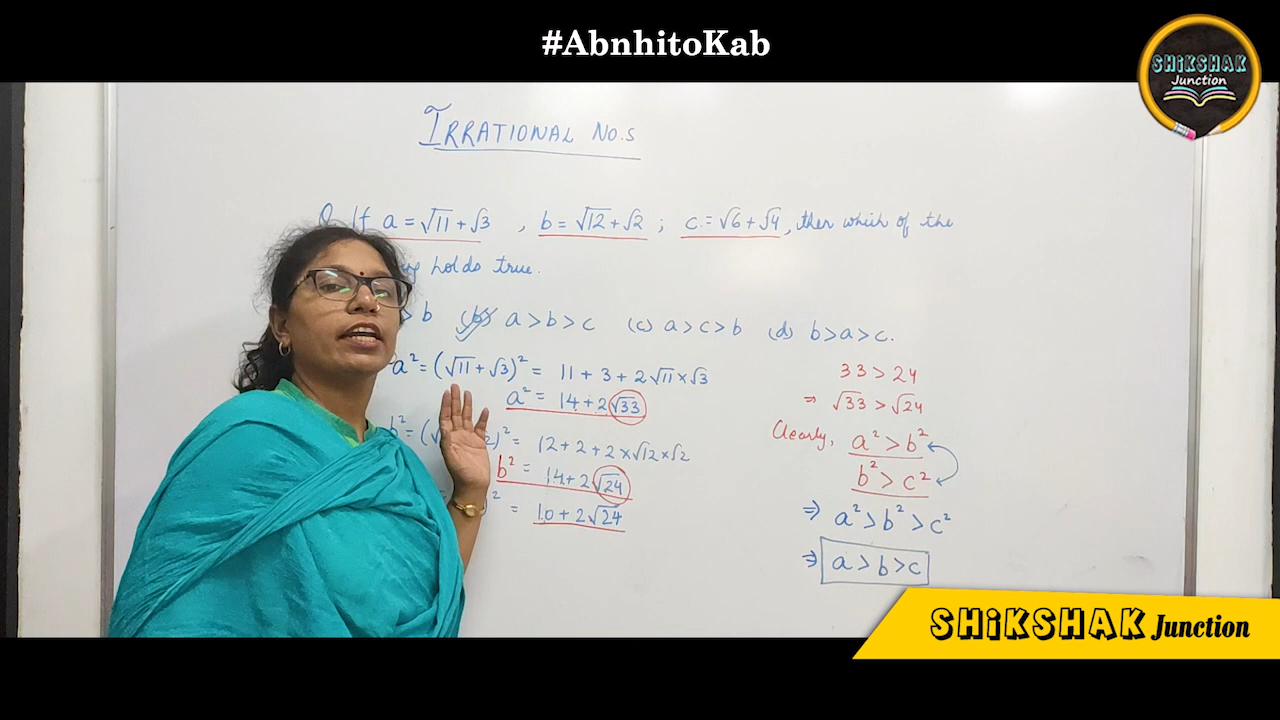 #AbnhitoKab
SHiKSHAK
Junction
IRRATIONAL NO.S
Q. If a = √11 + √3 , b = √12 + √2 ; c = √6 + √4, then which of the
holds true.
> b (b) a > b > c (c) a > c > b (d) b > a > c.
a² = (√11 + √3)² = 11 + 3 + 2√11 × √3
a² = 14 + 2√33
b² = (√ 2)² = 12 + 2 + 2 × √12 × √2
b² = 14 + 2√24
² = 10 + 2√24
33 > 24
⇒ √33 > √24
Clearly, a² > b²
b² > c²
⇒ a² > b² > c²
⇒ a > b > c
SHiKSHAK Junction